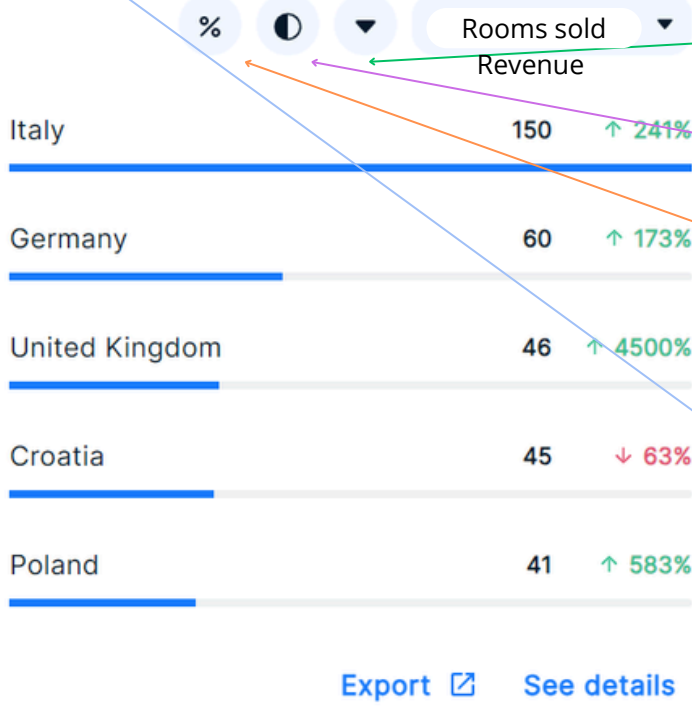 % Rooms sold
Revenue
Italy 150 ↑ 241%
Germany 60 ↑ 173%
United Kingdom 46 ↑ 4500%
Croatia 45 ↓ 63%
Poland 41 ↑ 583%
Export See details